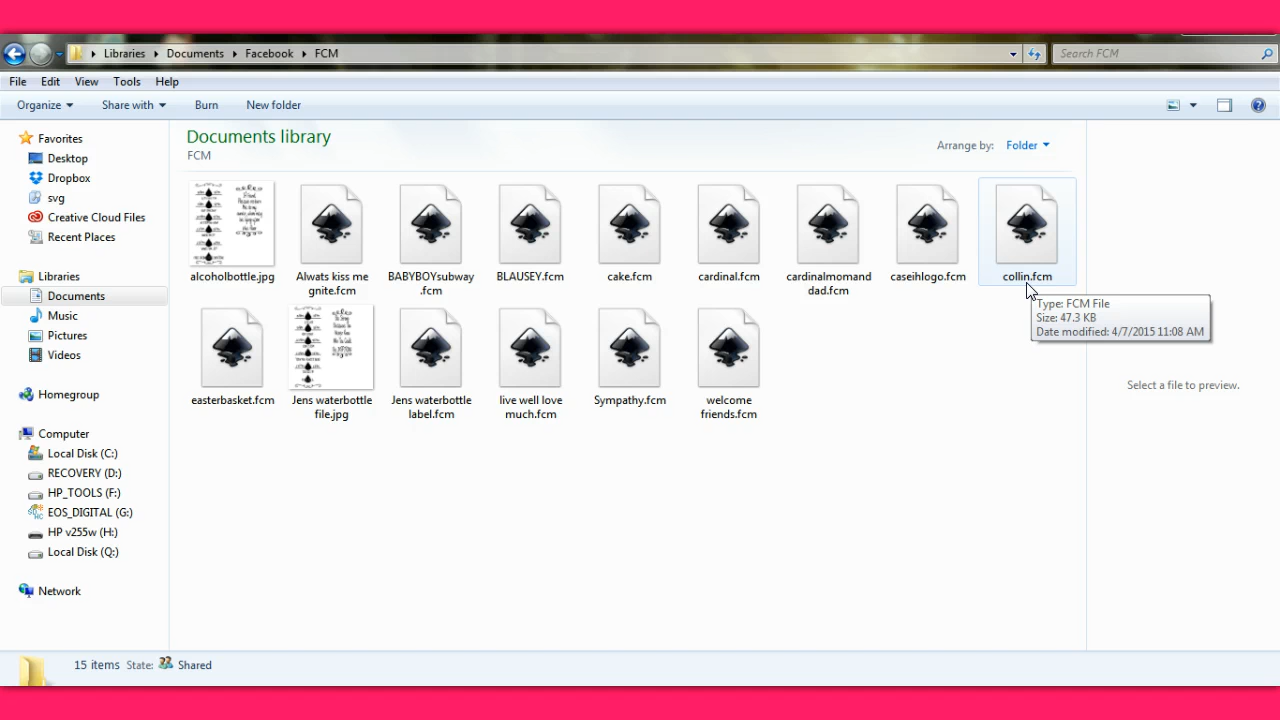 Libraries Documents Facebook FCM
Search FCM
File Edit View Tools Help
Organize Share with Burn New folder
Favorites
Desktop
Dropbox
svg
Creative Cloud Files
Recent Places
Libraries
Documents
Music
Pictures
Videos
Homegroup
Computer
Local Disk (C:)
RECOVERY (D:)
HP_TOOLS (F:)
EOS_DIGITAL (G:)
HP v255w (H:)
Local Disk (Q:)
Network
Documents library
FCM
Arrange by: Folder
alcoholbottle.jpg
Alwats kiss me
gnite.fcm
BABYBOYsubway
.fcm
BLAUSEY.fcm
cake.fcm
cardinal.fcm
cardinalmomand
dad.fcm
caseihlogo.fcm
collin.fcm
Type: FCM File
Size: 47.3 KB
Date modified: 4/7/2015 11:08 AM
easterbasket.fcm
Jens waterbottle
file.jpg
Jens waterbottle
label.fcm
live well love
much.fcm
Sympathy.fcm
welcome
friends.fcm
Select a file to preview.
15 items State: Shared